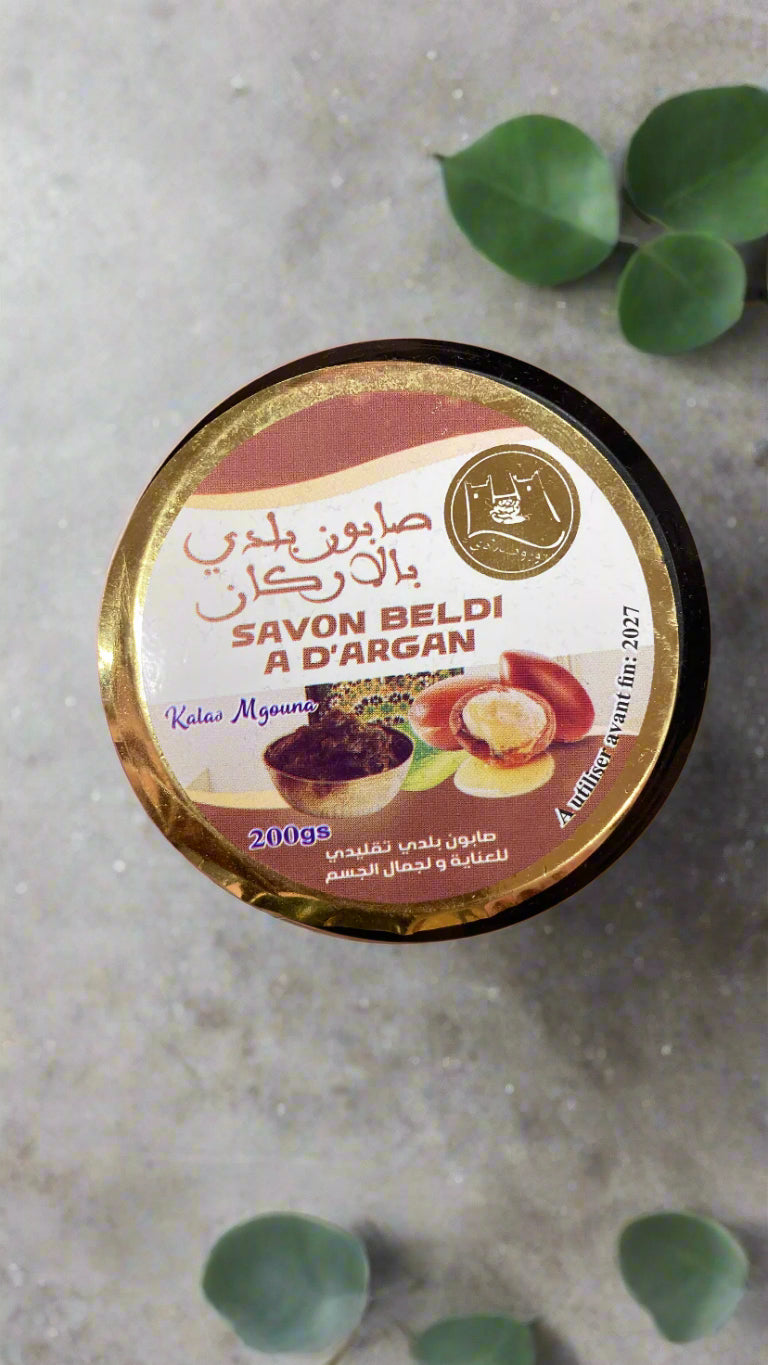 صابون بلدي
بالاركان
SAVON BELDI
A D'ARGAN
Kalaa Mgouna
A utiliser avant fin: 2027
200gs
صابون بلدي تقليدي
للعناية و لجمال الجسم